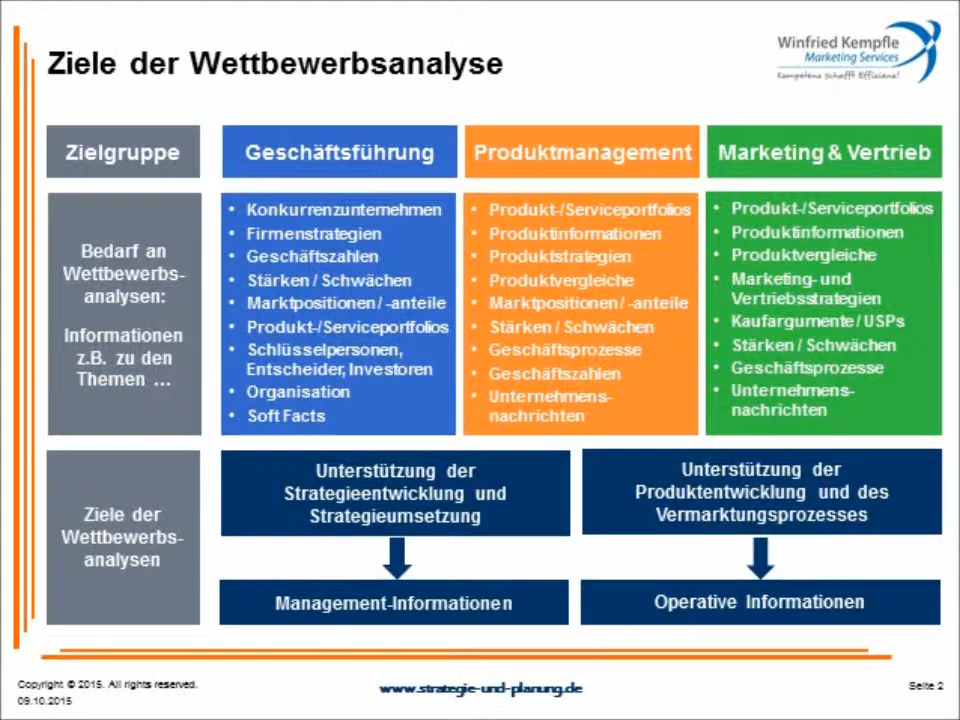 Ziele der Wettbewerbsanalyse
Winfried Kempfle
Marketing Services
Kompetenz schafft Effizienz!
Zielgruppe
Geschäftsführung
Produktmanagement
Marketing & Vertrieb
Bedarf an
Wettbewerbs-
analysen:
Informationen
z.B. zu den
Themen ...
• Konkurrenzunternehmen
• Firmenstrategien
• Geschäftszahlen
• Stärken / Schwächen
• Marktpositionen / -anteile
• Produkt-/Serviceportfolios
• Schlüsselpersonen,
Entscheider, Investoren
• Organisation
• Soft Facts
• Produkt-/Serviceportfolios
• Produktinformationen
• Produktstrategien
• Produktvergleiche
• Marktpositionen / -anteile
• Stärken / Schwächen
• Geschäftsprozesse
• Geschäftszahlen
• Unternehmens-
nachrichten
• Produkt-/Serviceportfolios
• Produktinformationen
• Produktvergleiche
• Marketing- und
Vertriebsstrategien
• Kaufargumente / USPs
• Stärken / Schwächen
• Geschäftsprozesse
• Unternehmens-
nachrichten
Ziele der
Wettbewerbs-
analysen
Unterstützung der
Strategieentwicklung und
Strategieumsetzung
Unterstützung der
Produktentwicklung und des
Vermarktungsprozesses
Management-Informationen
Operative Informationen
Copyright © 2015. All rights reserved.
09.10.2015
www.strategie-und-planung.de
Seite 2